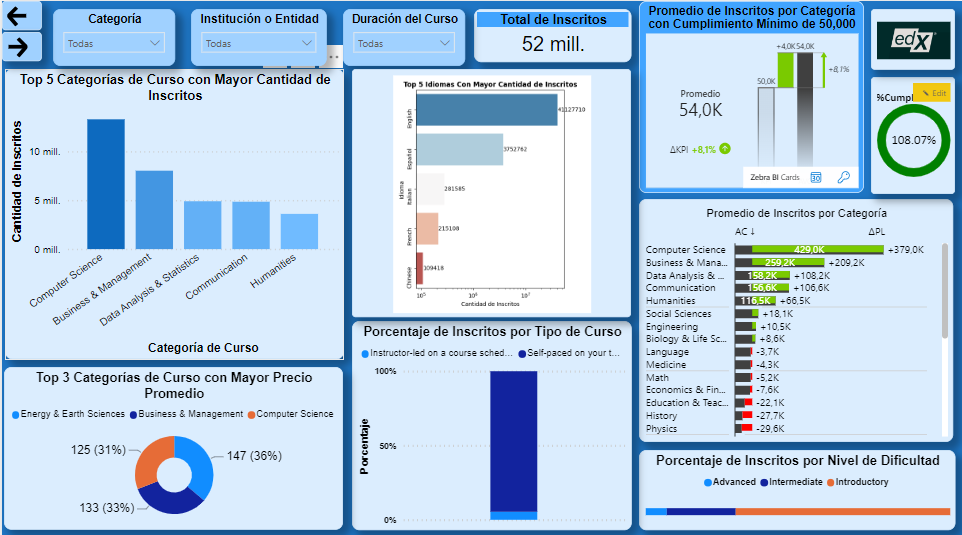 Categoría
Todas
Institución o Entidad
Todas
Duración del Curso
Todas
Total de Inscritos
52 mill.
Promedio de Inscritos por Categoría
con Cumplimiento Mínimo de 50,000
+4,0K 54,0K
50,0K
+8,1%
Promedio
54,0K
ΔKPI +8,1%
Zebra BI Cards
edX
%Cumpl
Edit
108.07%
Top 5 Categorías de Curso con Mayor Cantidad de
Inscritos
Cantidad de Inscritos
10 mill.
5 mill.
0 mill.
Computer Science
Business & Management
Data Analysis & Statistics
Communication
Humanities
Categoría de Curso
Top 5 Idiomas Con Mayor Cantidad de Inscritos
Idioma
English
41127710
Español
3752762
Italian
281585
French
215108
Chinese
109418
10⁵
10⁶
10⁷
Cantidad de Inscritos
Promedio de Inscritos por Categoría
AC ↓
ΔPL
Computer Science 429,0K +379,0K
Business & Mana... 259,2K +209,2K
Data Analysis & ... 158,2K +108,2K
Communication 156,6K +106,6K
Humanities 116,5K +66,5K
Social Sciences +18,1K
Engineering +10,5K
Biology & Life Sc... +8,6K
Language -3,7K
Medicine -4,3K
Math -5,2K
Economics & Fin... -7,6K
Education & Teac... -22,1K
History -27,7K
Physics -29,6K
Top 3 Categorías de Curso con Mayor Precio
Promedio
Energy & Earth Sciences Business & Management Computer Science
125 (31%)
147 (36%)
133 (33%)
Porcentaje de Inscritos por Tipo de Curso
Instructor-led on a course sched... Self-paced on your t...
Porcentaje
100%
50%
0%
Porcentaje de Inscritos por Nivel de Dificultad
Advanced Intermediate Introductory